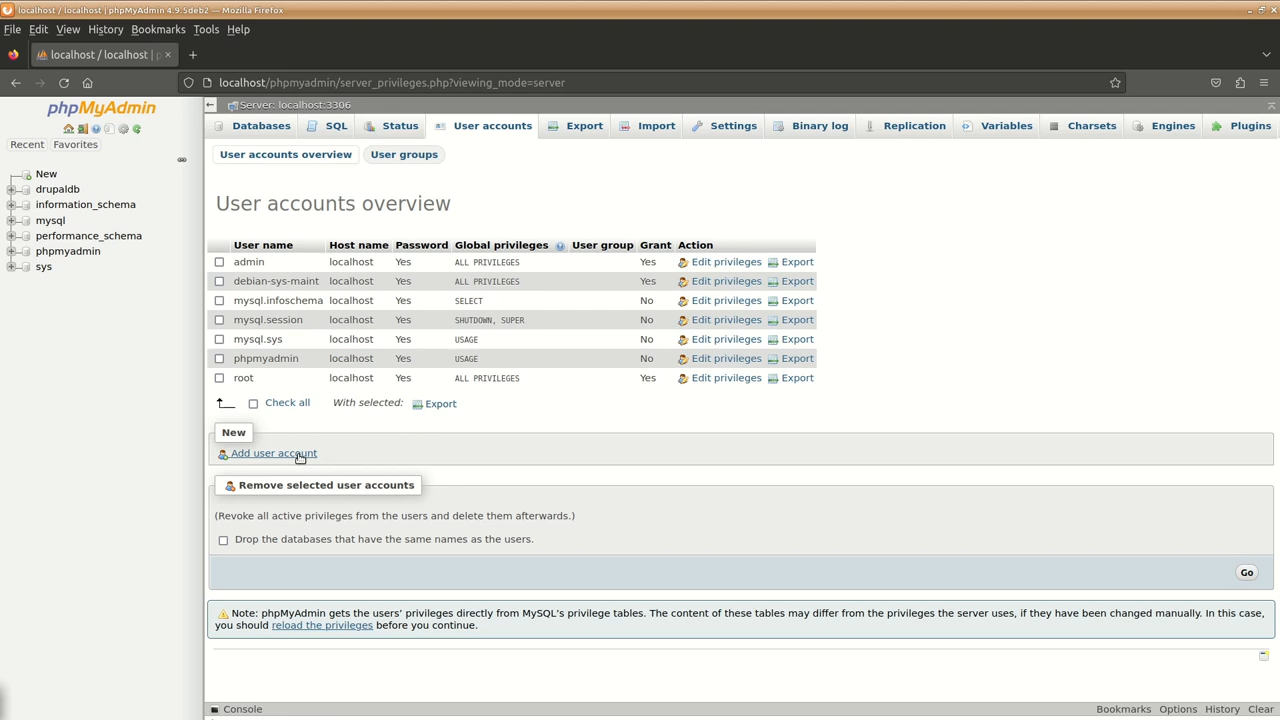 localhost / localhost | phpMyAdmin 4.9.5deb2 — Mozilla Firefox
File Edit View History Bookmarks Tools Help
localhost / localhost | p
localhost/phpmyadmin/server_privileges.php?viewing_mode=server
phpMyAdmin
Recent Favorites
New
drupaldb
information_schema
mysql
performance_schema
phpmyadmin
sys
Server: localhost:3306
Databases SQL Status User accounts Export Import Settings Binary log Replication Variables Charsets Engines Plugins
User accounts overview User groups
User accounts overview
User name Host name Password Global privileges User group Grant Action
admin localhost Yes ALL PRIVILEGES Yes Edit privileges Export
debian-sys-maint localhost Yes ALL PRIVILEGES Yes Edit privileges Export
mysql.infoschema localhost Yes SELECT No Edit privileges Export
mysql.session localhost Yes SHUTDOWN, SUPER No Edit privileges Export
mysql.sys localhost Yes USAGE No Edit privileges Export
phpmyadmin localhost Yes USAGE No Edit privileges Export
root localhost Yes ALL PRIVILEGES Yes Edit privileges Export
Check all With selected: Export
New
Add user account
Remove selected user accounts
(Revoke all active privileges from the users and delete them afterwards.)
Drop the databases that have the same names as the users.
Go
Note: phpMyAdmin gets the users’ privileges directly from MySQL’s privilege tables. The content of these tables may differ from the privileges the server uses, if they have been changed manually. In this case,
you should reload the privileges before you continue.
Console Bookmarks Options History Clear